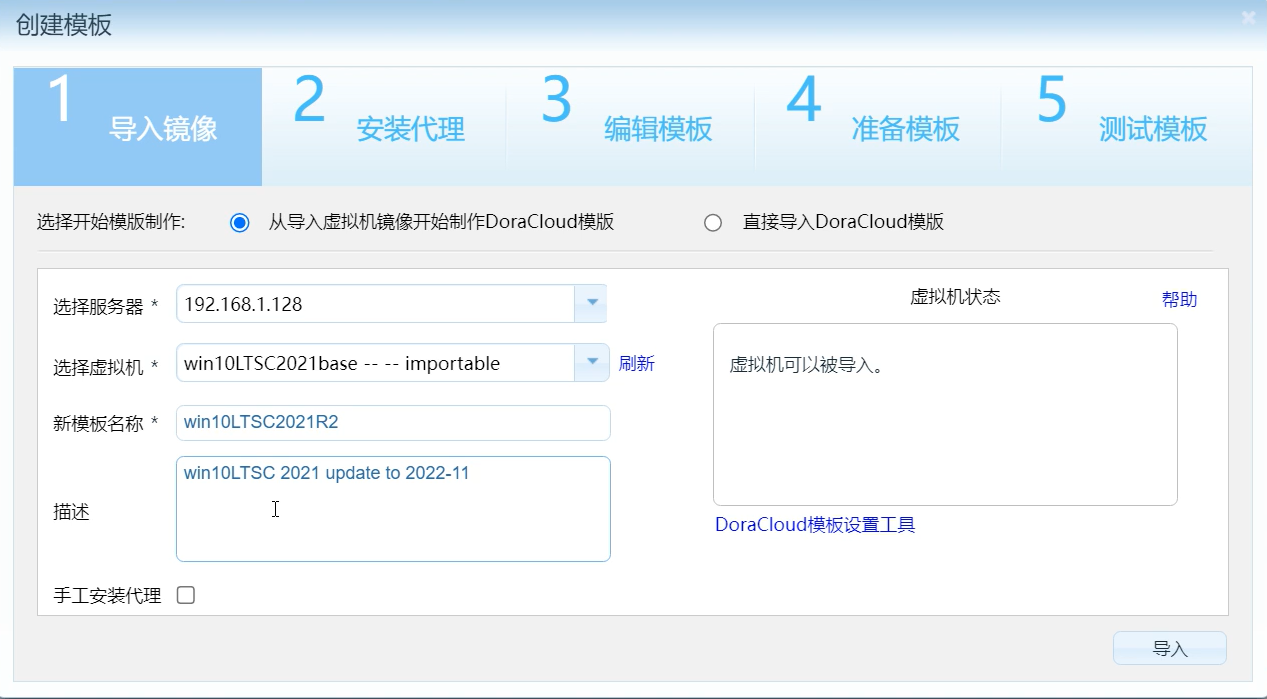 创建模板
1 导入镜像
2 安装代理
3 编辑模板
4 准备模板
5 测试模板
选择开始模版制作: 从导入虚拟机镜像开始制作DoraCloud模版 直接导入DoraCloud模版
选择服务器 * 192.168.1.128
选择虚拟机 * win10LTSC2021base -- -- importable 刷新
新模板名称 * win10LTSC2021R2
描述 win10LTSC 2021 update to 2022-11
手工安装代理
虚拟机状态 帮助
虚拟机可以被导入。
DoraCloud模板设置工具
导入